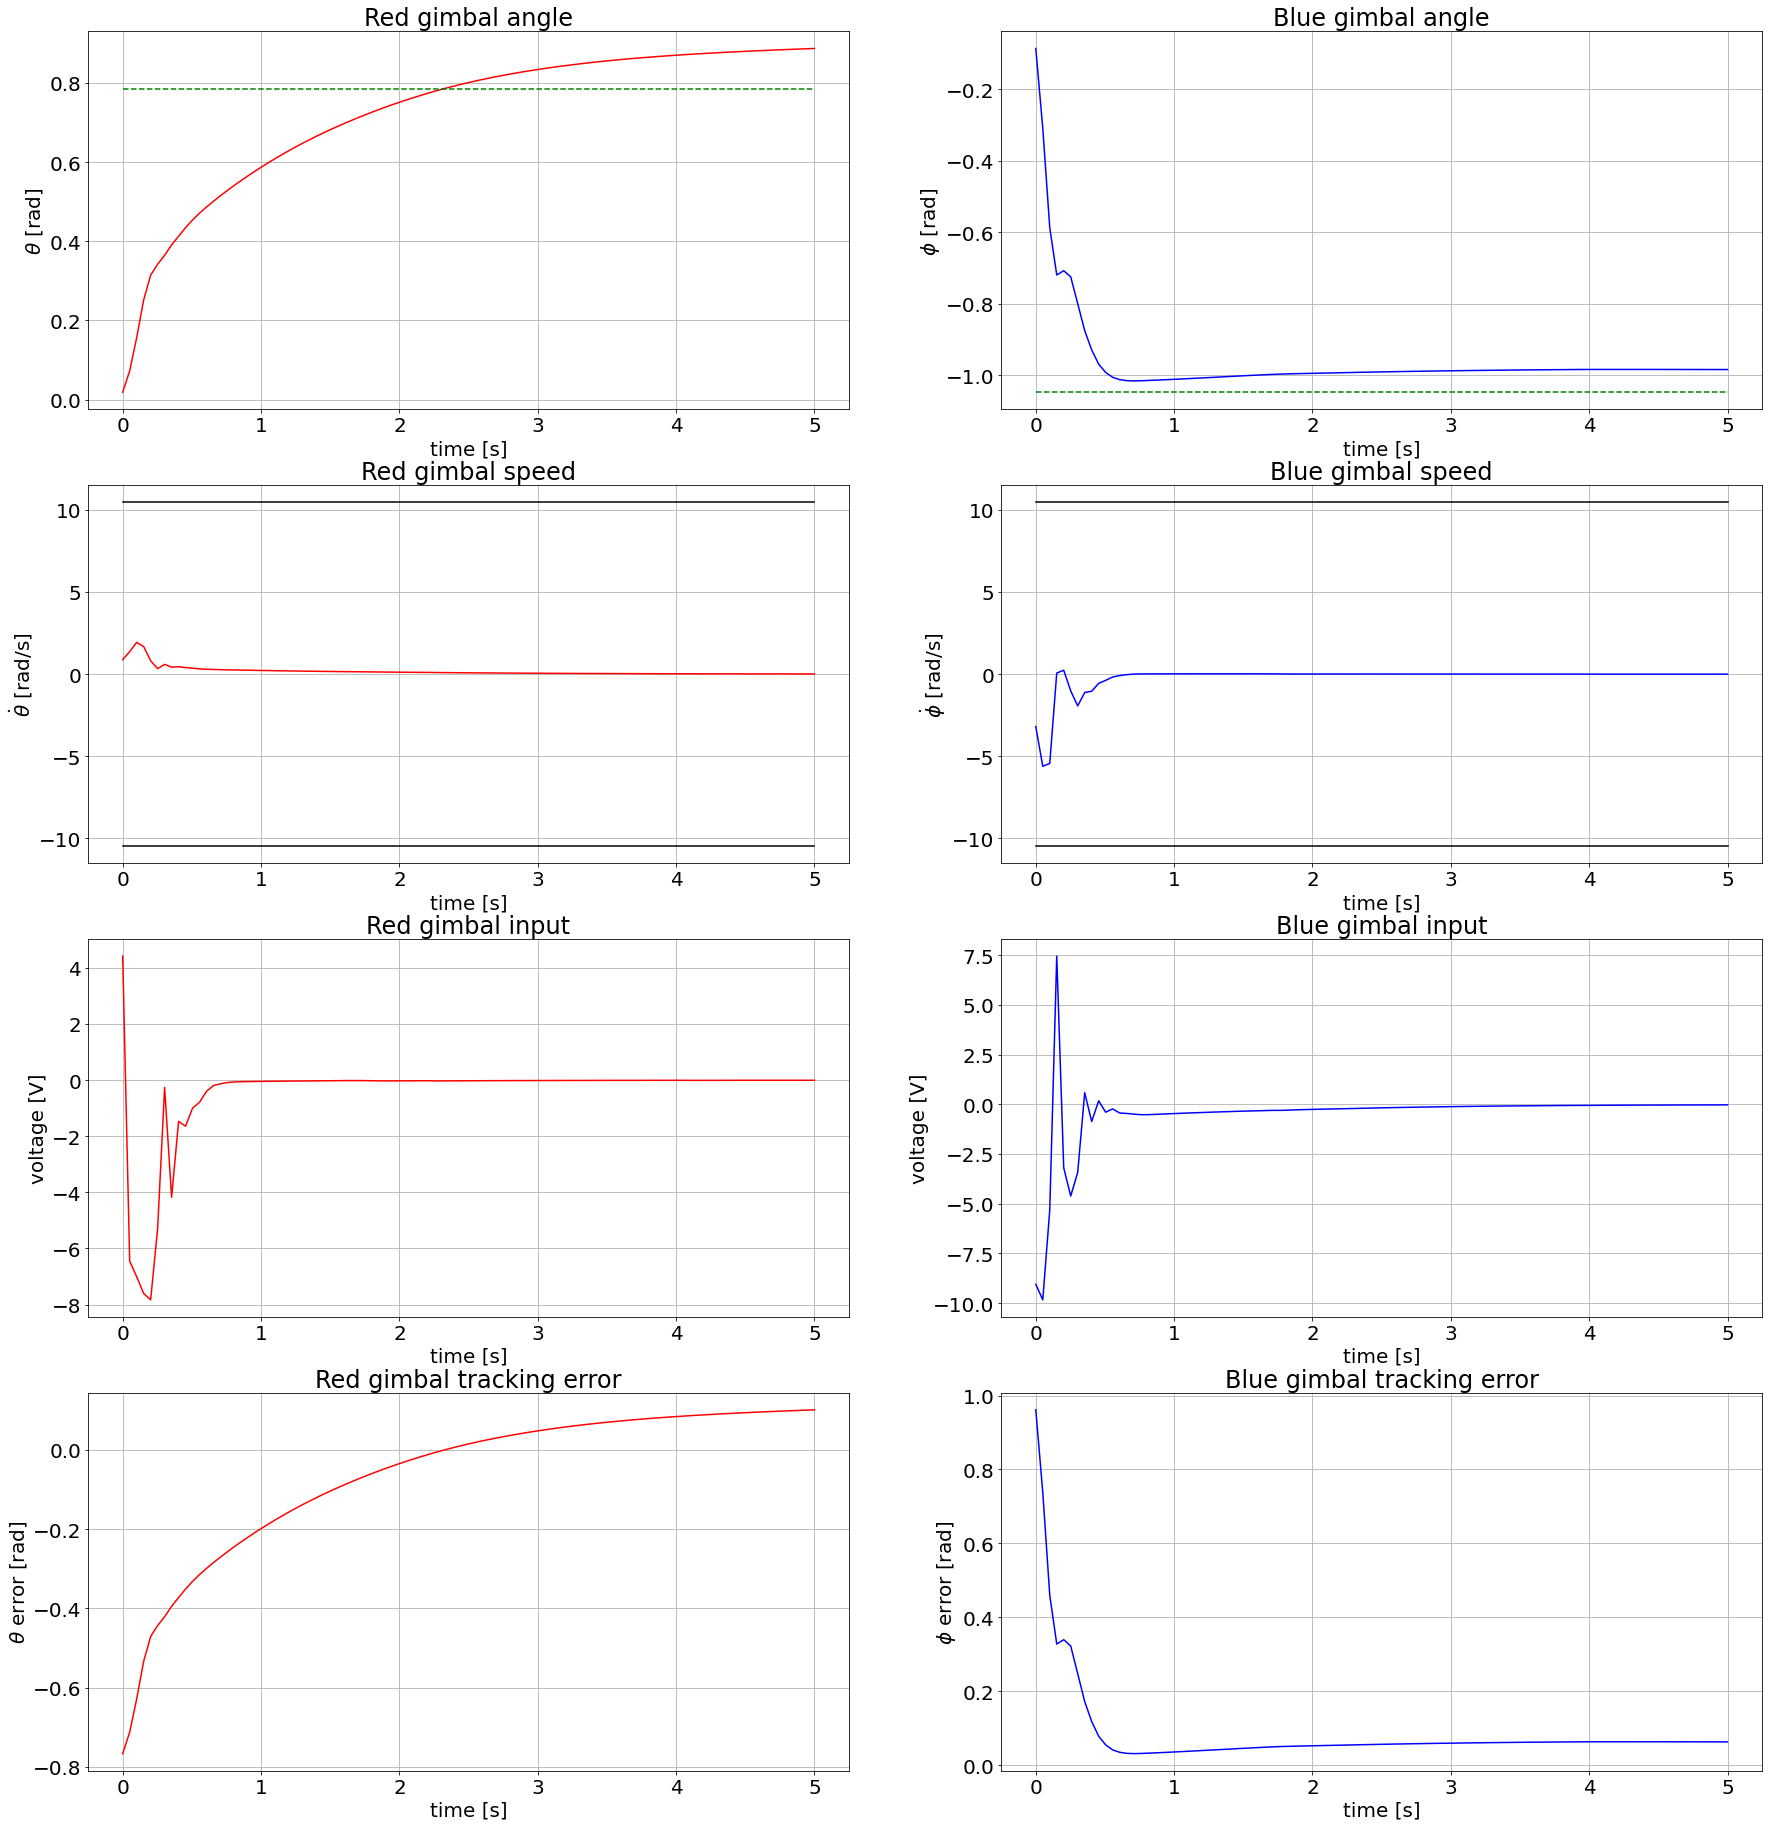 Red gimbal angle
θ [rad]
0.8
0.6
0.4
0.2
0.0
0 1 2 3 4 5
time [s]
Blue gimbal angle
ϕ [rad]
−0.2
−0.4
−0.6
−0.8
−1.0
0 1 2 3 4 5
time [s]
Red gimbal speed
θ̇ [rad/s]
10
5
0
−5
−10
0 1 2 3 4 5
time [s]
Blue gimbal speed
ϕ̇ [rad/s]
10
5
0
−5
−10
0 1 2 3 4 5
time [s]
Red gimbal input
voltage [V]
4
2
0
−2
−4
−6
−8
0 1 2 3 4 5
time [s]
Blue gimbal input
voltage [V]
7.5
5.0
2.5
0.0
−2.5
−5.0
−7.5
−10.0
0 1 2 3 4 5
time [s]
Red gimbal tracking error
θ error [rad]
0.0
−0.2
−0.4
−0.6
−0.8
0 1 2 3 4 5
time [s]
Blue gimbal tracking error
ϕ error [rad]
1.0
0.8
0.6
0.4
0.2
0.0
0 1 2 3 4 5
time [s]